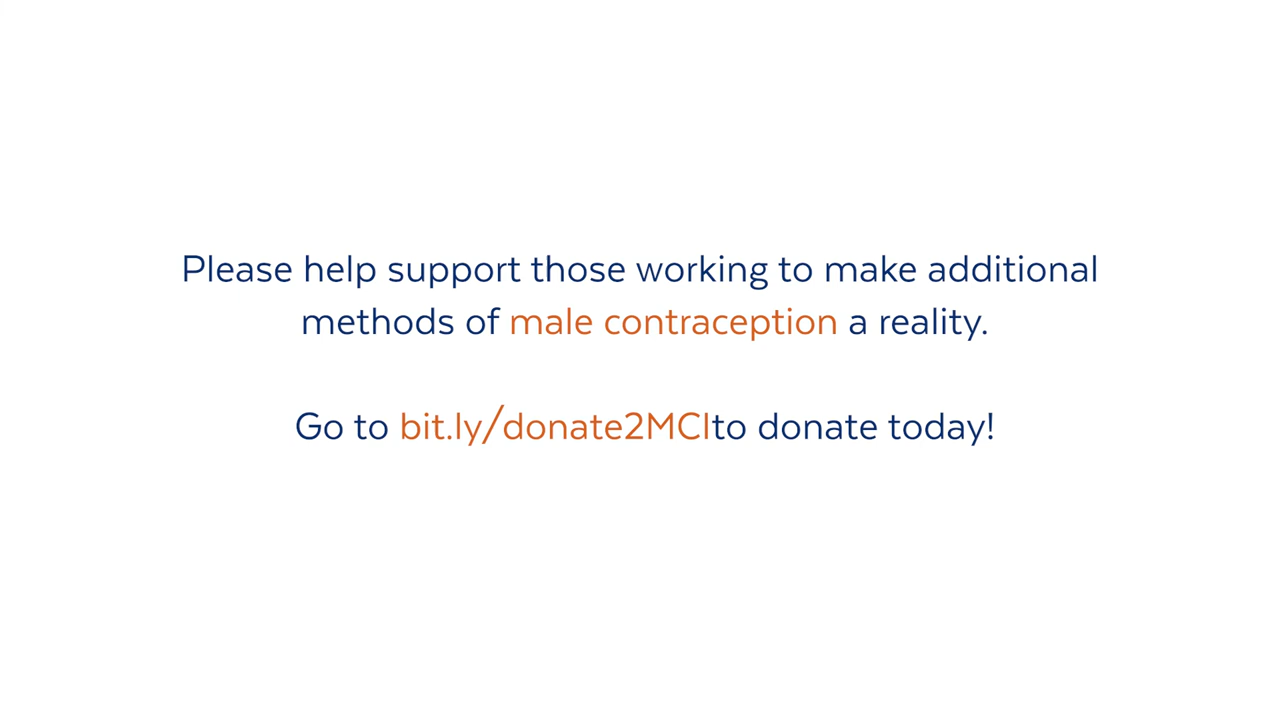 Please help support those working to make additional
methods of male contraception a reality.
Go to bit.ly/donate2MCIto donate today!